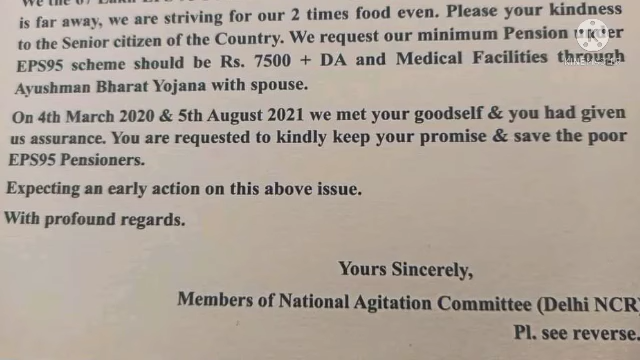 is far away, we are striving for our 2 times food even. Please your kindness
to the Senior citizen of the Country. We request our minimum Pension under
EPS95 scheme should be Rs. 7500 + DA and Medical Facilities through
Ayushman Bharat Yojana with spouse.
On 4th March 2020 & 5th August 2021 we met your goodself & you had given
us assurance. You are requested to kindly keep your promise & save the poor
EPS95 Pensioners.
Expecting an early action on this above issue.
With profound regards.
Yours Sincerely,
Members of National Agitation Committee (Delhi NCR)
Pl. see reverse.